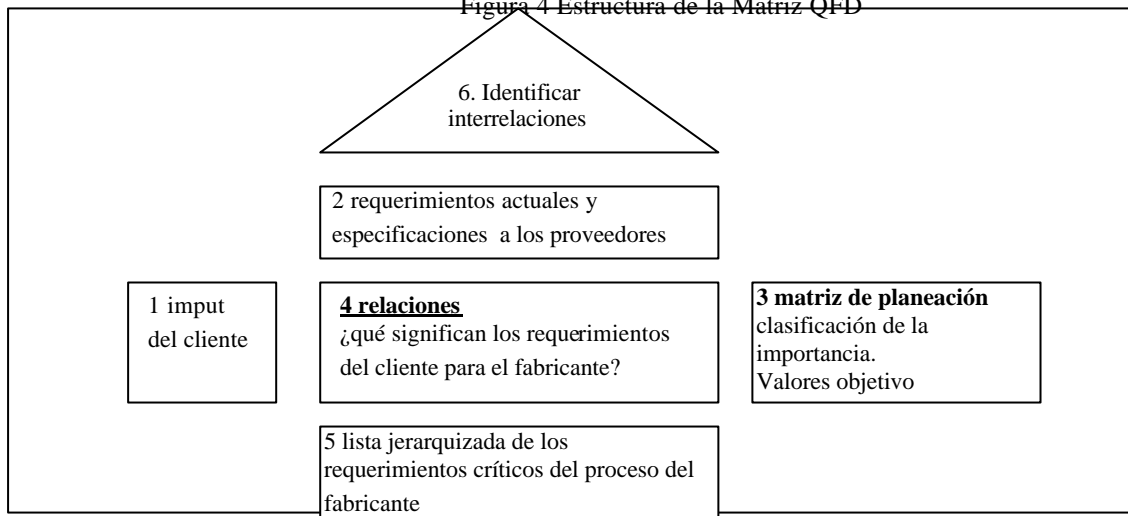 Figura 4 Estructura de la Matriz QFD
6. Identificar
interrelaciones
2 requerimientos actuales y
especificaciones a los proveedores
1 imput
del cliente
4 relaciones
¿qué significan los requerimientos
del cliente para el fabricante?
3 matriz de planeación
clasificación de la
importancia.
Valores objetivo
5 lista jerarquizada de los
requerimientos críticos del proceso del
fabricante